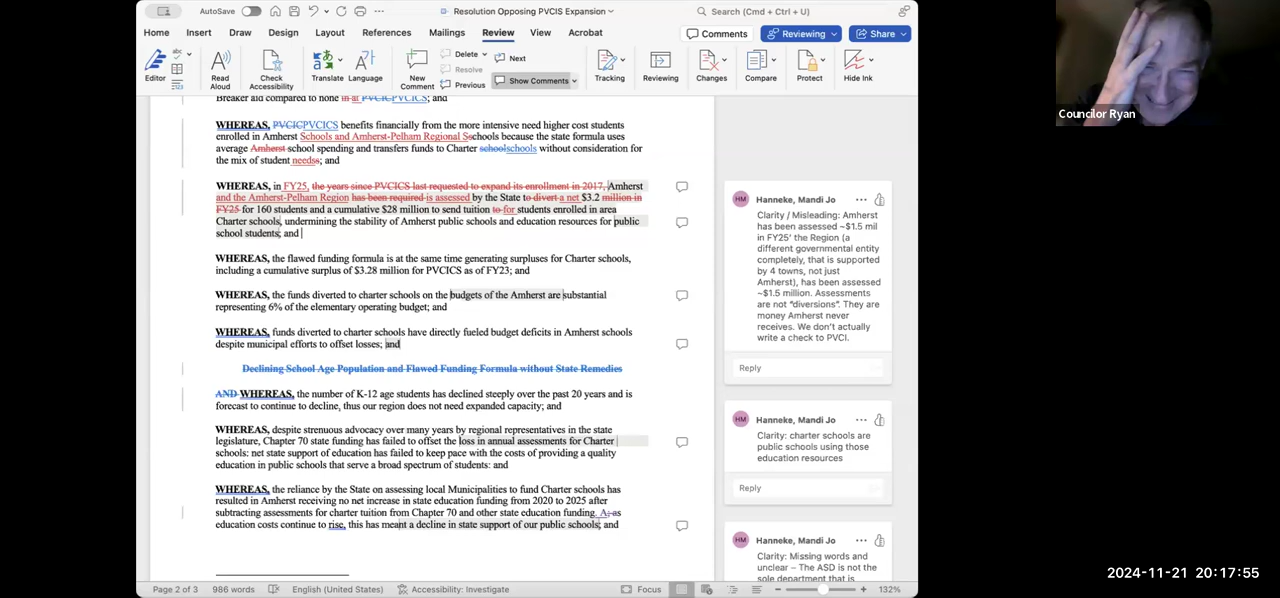 AutoSave
Resolution Opposing PVCIS Expansion
Search (Cmd + Ctrl + U)
Home Insert Draw Design Layout References Mailings Review View Acrobat
Comments Reviewing Share
Editor
Read Aloud
Check Accessibility
Translate Language
New Comment
Delete
Resolve
Previous
Next
Show Comments
Tracking Reviewing Changes Compare Protect Hide Ink
Breaker aid compared to none in at PVCICPVCICS; and
WHEREAS, PVCICPVCICS benefits financially from the more intensive need higher cost students
enrolled in Amherst Schools and Amherst-Pelham Regional Sschools because the state formula uses
average Amherst school spending and transfers funds to Charter schoolschools without consideration for
the mix of student needss; and
WHEREAS, in FY25, the years since PVCICS last requested to expand its enrollment in 2017, Amherst
and the Amherst-Pelham Region has been required is assessed by the State to divert a net $3.2 million in
FY25 for 160 students and a cumulative $28 million to send tuition to for students enrolled in area
Charter schools, undermining the stability of Amherst public schools and education resources for public
school students; and
WHEREAS, the flawed funding formula is at the same time generating surpluses for Charter schools,
including a cumulative surplus of $3.28 million for PVCICS as of FY23; and
WHEREAS, the funds diverted to charter schools on the budgets of the Amherst are substantial
representing 6% of the elementary operating budget; and
WHEREAS, funds diverted to charter schools have directly fueled budget deficits in Amherst schools
despite municipal efforts to offset losses; and
Declining School Age Population and Flawed Funding Formula without State Remedies
AND WHEREAS, the number of K-12 age students has declined steeply over the past 20 years and is
forecast to continue to decline, thus our region does not need expanded capacity; and
WHEREAS, despite strenuous advocacy over many years by regional representatives in the state
legislature, Chapter 70 state funding has failed to offset the loss in annual assessments for Charter
schools: net state support of education has failed to keep pace with the costs of providing a quality
education in public schools that serve a broad spectrum of students: and
WHEREAS, the reliance by the State on assessing local Municipalities to fund Charter schools has
resulted in Amherst receiving no net increase in state education funding from 2020 to 2025 after
subtracting assessments for charter tuition from Chapter 70 and other state education funding. A; as
education costs continue to rise, this has meant a decline in state support of our public schools; and
HM Hanneke, Mandi Jo
Clarity / Misleading: Amherst
has been assessed ~$1.5 mil
in FY25' the Region (a
different governmental entity
completely, that is supported
by 4 towns, not just
Amherst), has been assessed
~$1.5 million. Assessments
are not "diversions". They are
money Amherst never
receives. We don't actually
write a check to PVCI.
Reply
HM Hanneke, Mandi Jo
Clarity: charter schools are
public schools using those
education resources
Reply
HM Hanneke, Mandi Jo
Clarity: Missing words and
unclear – The ASD is not the
sole department that is
Page 2 of 3 986 words English (United States) Accessibility: Investigate Focus 132%
Councilor Ryan
2024-11-21 20:17:55